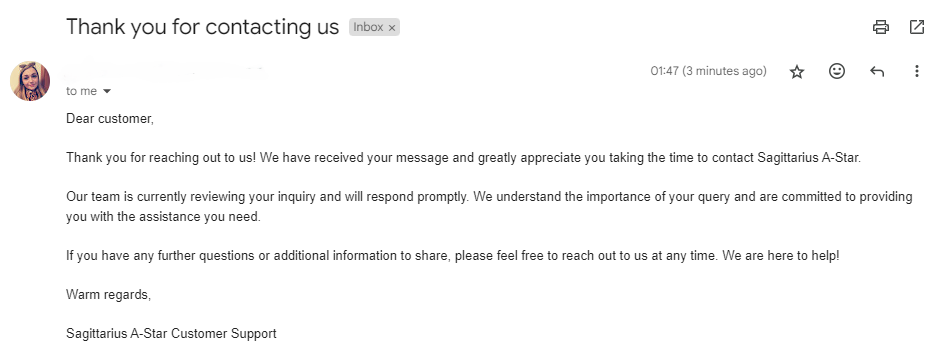 Thank you for contacting us Inbox ×
01:47 (3 minutes ago)
to me
Dear customer,
Thank you for reaching out to us! We have received your message and greatly appreciate you taking the time to contact Sagittarius A-Star.
Our team is currently reviewing your inquiry and will respond promptly. We understand the importance of your query and are committed to providing
you with the assistance you need.
If you have any further questions or additional information to share, please feel free to reach out to us at any time. We are here to help!
Warm regards,
Sagittarius A-Star Customer Support